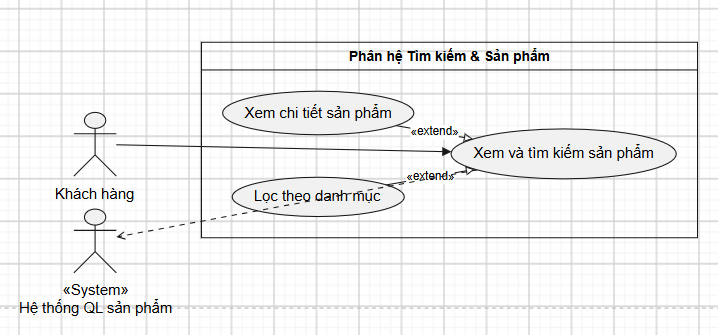 Phân hệ Tìm kiếm & Sản phẩm
Xem chi tiết sản phẩm
«extend»
Xem và tìm kiếm sản phẩm
«extend»
Khách hàng
Lọc theo danh mục
«System»
Hệ thống QL sản phẩm